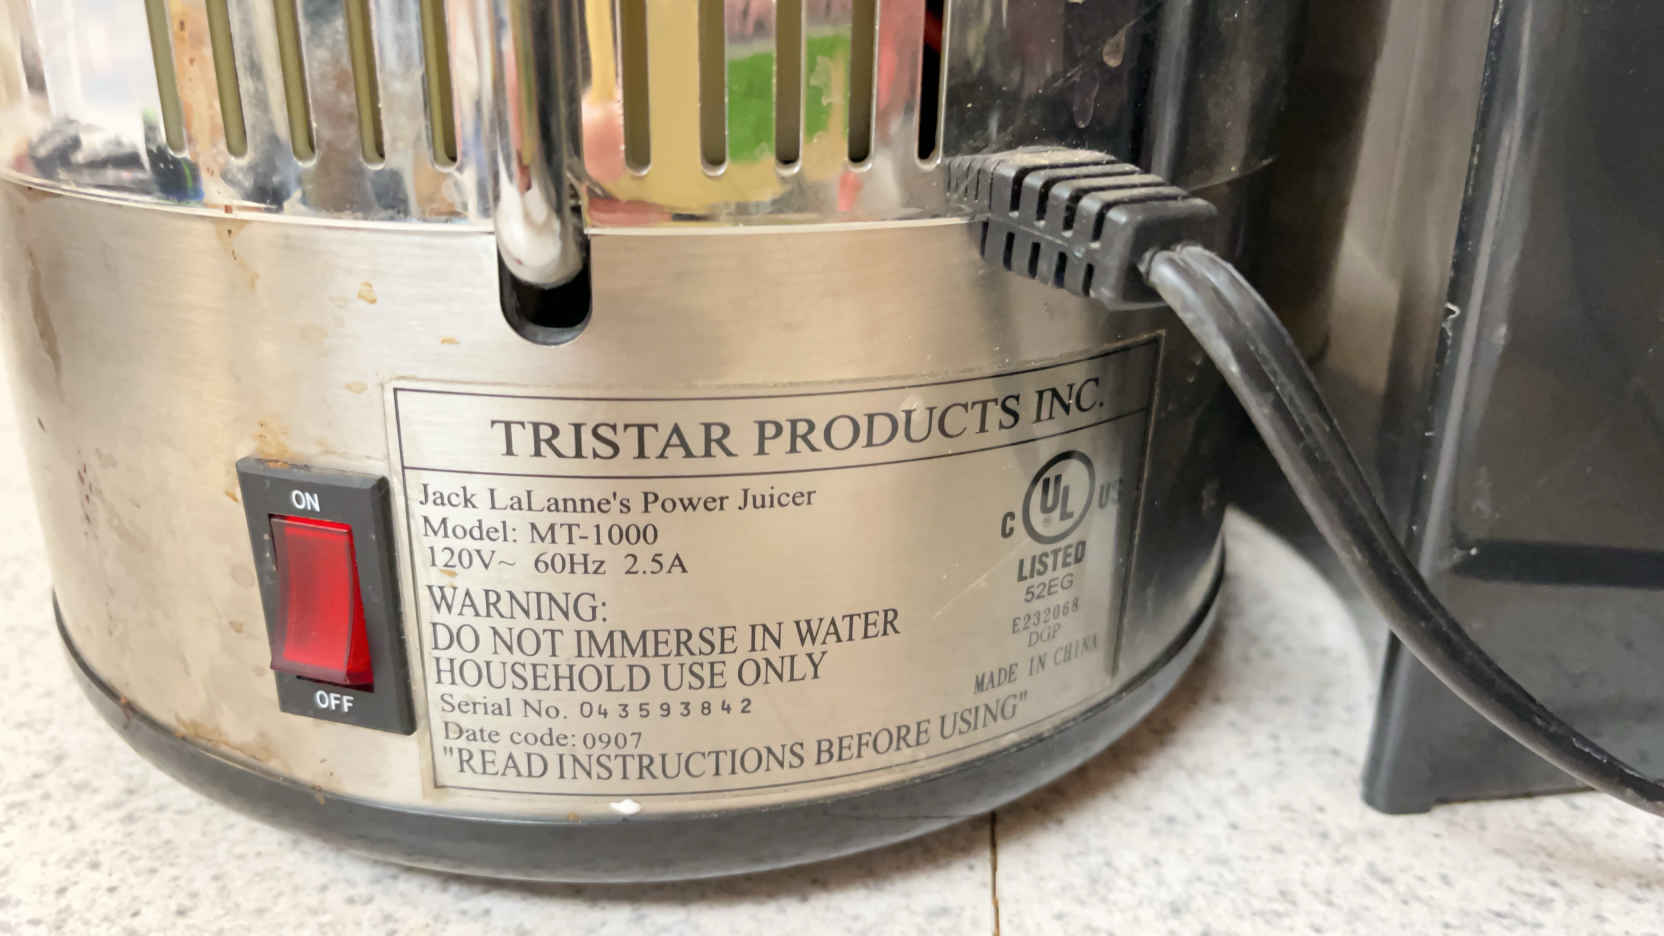 TRISTAR PRODUCTS INC.
ON
OFF
Jack LaLanne's Power Juicer
Model: MT-1000
120V~ 60Hz 2.5A
WARNING:
DO NOT IMMERSE IN WATER
HOUSEHOLD USE ONLY
Serial No. 043593842
Date code: 0907
"READ INSTRUCTIONS BEFORE USING"
C UL US
LISTED
52EG
E232068
DGP
MADE IN CHINA